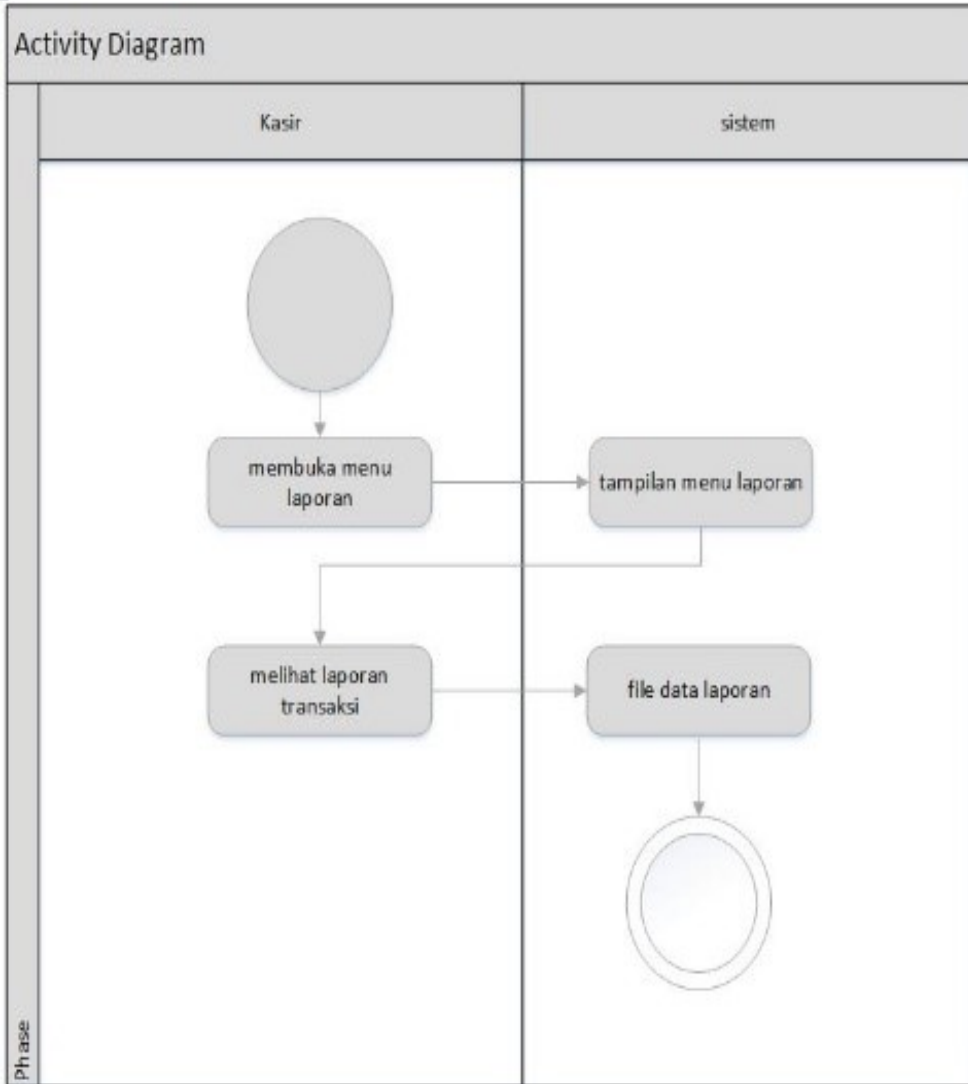 Activity Diagram
Kasir
sistem
membuka menu
laporan
tampilan menu laporan
melihat laporan
transaksi
file data laporan
Phase